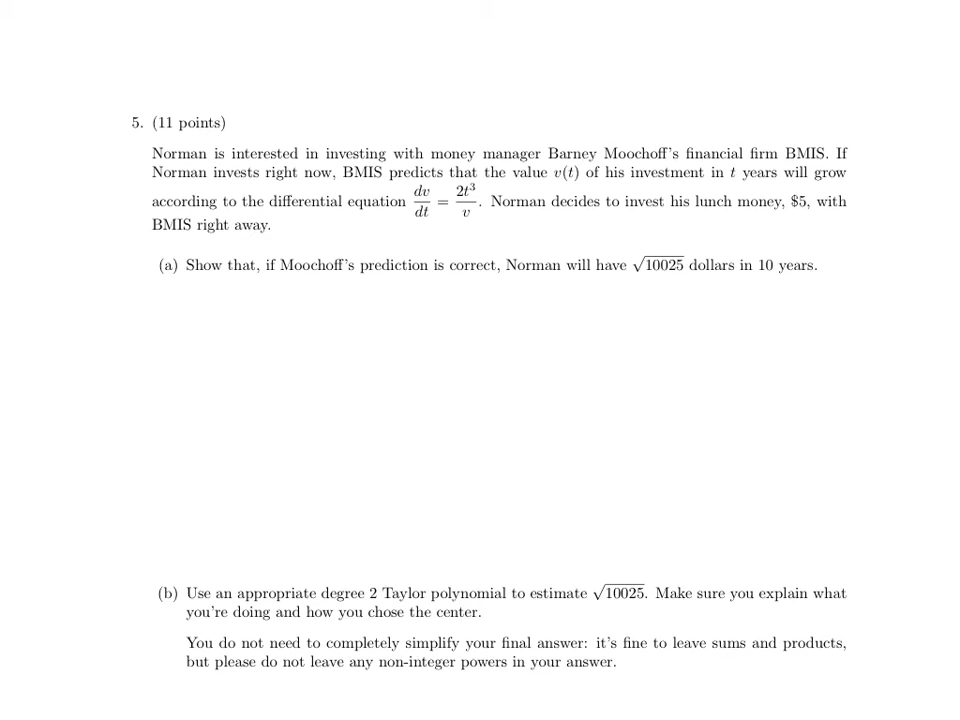 5. (11 points)
Norman is interested in investing with money manager Barney Moochoff's financial firm BMIS. If
Norman invests right now, BMIS predicts that the value v(t) of his investment in t years will grow
according to the differential equation dv/dt = 2t³/v. Norman decides to invest his lunch money, $5, with
BMIS right away.
(a) Show that, if Moochoff's prediction is correct, Norman will have √10025 dollars in 10 years.
(b) Use an appropriate degree 2 Taylor polynomial to estimate √10025. Make sure you explain what
you're doing and how you chose the center.
You do not need to completely simplify your final answer: it's fine to leave sums and products,
but please do not leave any non-integer powers in your answer.